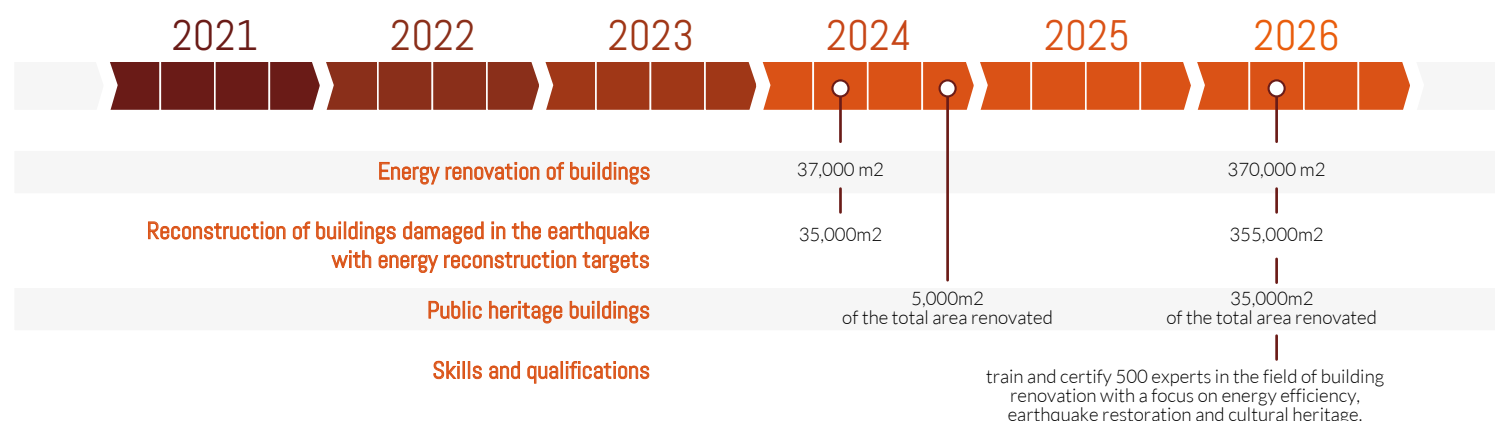 2021 2022 2023 2024 2025 2026
Energy renovation of buildings 37,000 m2 370,000 m2
Reconstruction of buildings damaged in the earthquake
with energy reconstruction targets
35,000m2 355,000m2
Public heritage buildings
5,000m2
of the total area renovated
35,000m2
of the total area renovated
Skills and qualifications
train and certify 500 experts in the field of building
renovation with a focus on energy efficiency,
earthquake restoration and cultural heritage.